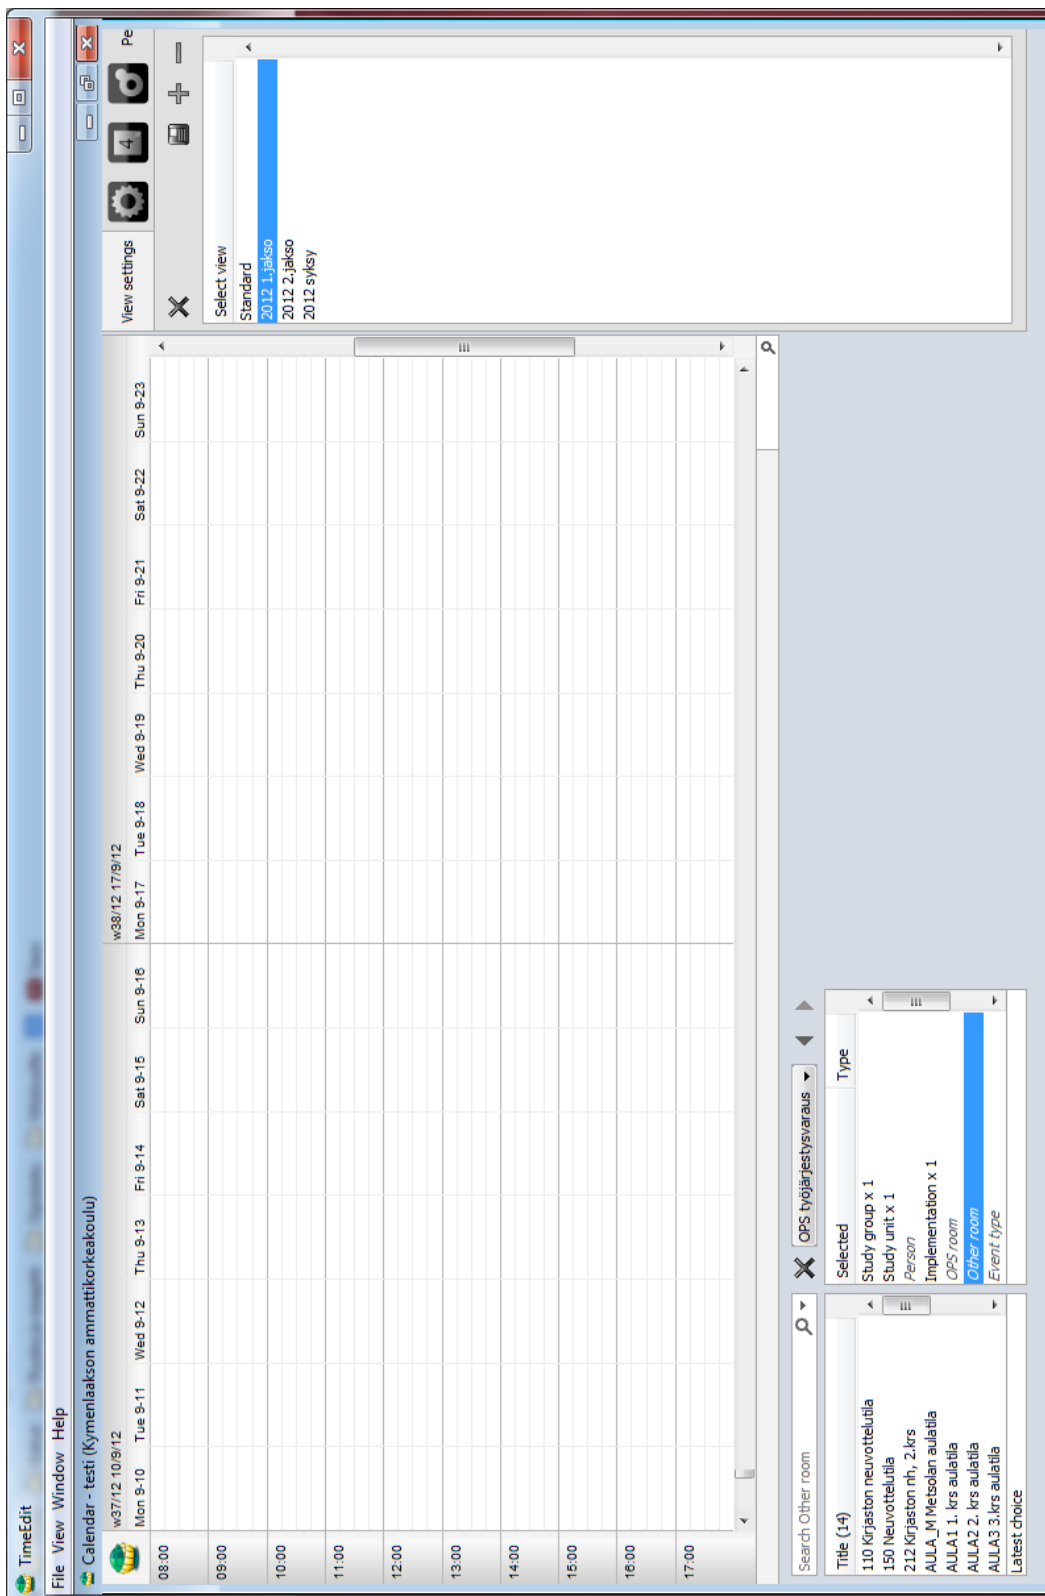 TimeEdit
File View Window Help
Calendar - testi (Kymenlaakson ammattikorkeakoulu)
w37/12 10/9/12
w38/12 17/9/12
Mon 9-10 Tue 9-11 Wed 9-12 Thu 9-13 Fri 9-14 Sat 9-15 Sun 9-16 Mon 9-17 Tue 9-18 Wed 9-19 Thu 9-20 Fri 9-21 Sat 9-22 Sun 9-23
08:00
09:00
10:00
11:00
12:00
13:00
14:00
15:00
16:00
17:00
View settings
4
Pe
Select view
Standard
2012 1.jakso
2012 2.jakso
2012 syksy
Search Other room
Title (14)
110 Kirjaston neuvottelutila
150 Neuvottelutila
212 Kirjaston nh, 2.krs
AULA_M Metsolan aulatila
AULA1 1. krs aulatila
AULA2 2. krs aulatila
AULA3 3.krs aulatila
Latest choice
OPS työjärjestysvaraus
Selected Type
Study group x 1
Study unit x 1
Person
Implementation x 1
OPS room
Other room
Event type